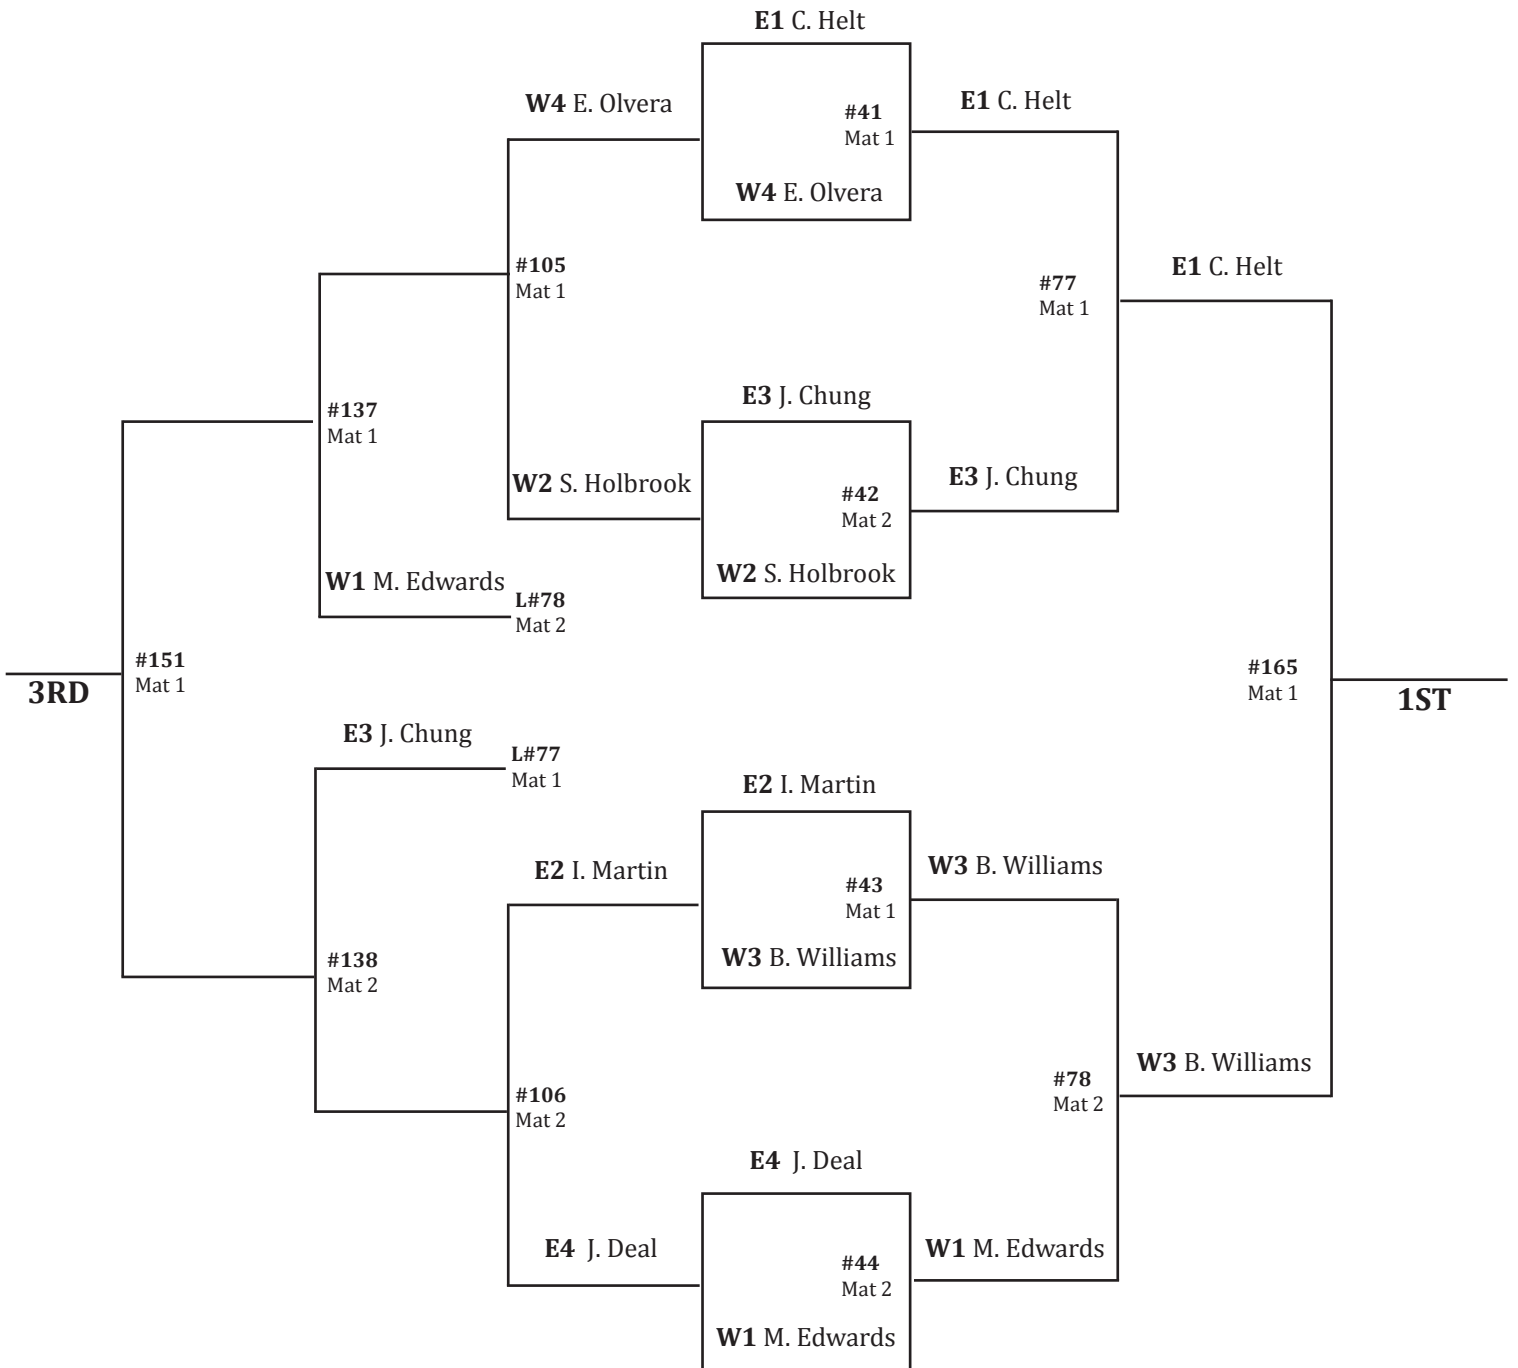 E1 C. Helt
W4 E. Olvera
E1 C. Helt
#41
Mat 1
W4 E. Olvera
#105
Mat 1
E1 C. Helt
#77
Mat 1
E3 J. Chung
#137
Mat 1
W2 S. Holbrook
E3 J. Chung
#42
Mat 2
W1 M. Edwards
W2 S. Holbrook
L#78
Mat 2
#151
Mat 1
3RD
#165
Mat 1
1ST
E3 J. Chung
L#77
Mat 1
E2 I. Martin
E2 I. Martin
W3 B. Williams
#43
Mat 1
#138
Mat 2
W3 B. Williams
W3 B. Williams
#106
Mat 2
#78
Mat 2
E4 J. Deal
E4 J. Deal
W1 M. Edwards
#44
Mat 2
W1 M. Edwards